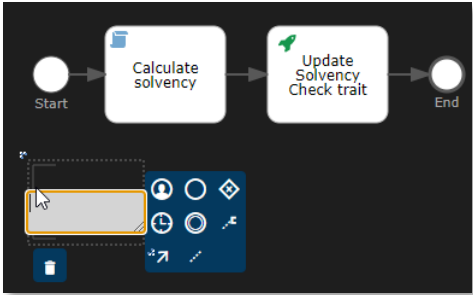 Calculate
solvency
Update
Solvency
Check trait
Start
End